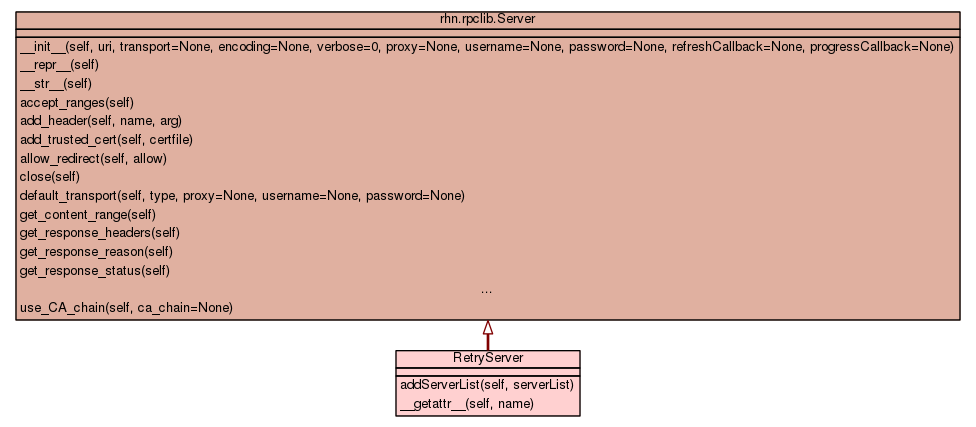 rhn.rpclib.Server
__init__(self, uri, transport=None, encoding=None, verbose=0, proxy=None, username=None, password=None, refreshCallback=None, progressCallback=None)
__repr__(self)
__str__(self)
accept_ranges(self)
add_header(self, name, arg)
add_trusted_cert(self, certfile)
allow_redirect(self, allow)
close(self)
default_transport(self, type, proxy=None, username=None, password=None)
get_content_range(self)
get_response_headers(self)
get_response_reason(self)
get_response_status(self)
...
use_CA_chain(self, ca_chain=None)
RetryServer
addServerList(self, serverList)
__getattr__(self, name)